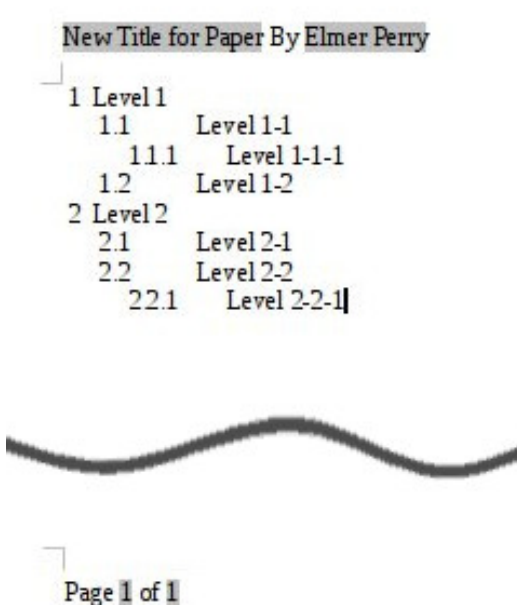 New Title for Paper By Elmer Perry
1 Level 1
1.1 Level 1-1
1.1.1 Level 1-1-1
1.2 Level 1-2
2 Level 2
2.1 Level 2-1
2.2 Level 2-2
2.2.1 Level 2-2-1
Page 1 of 1